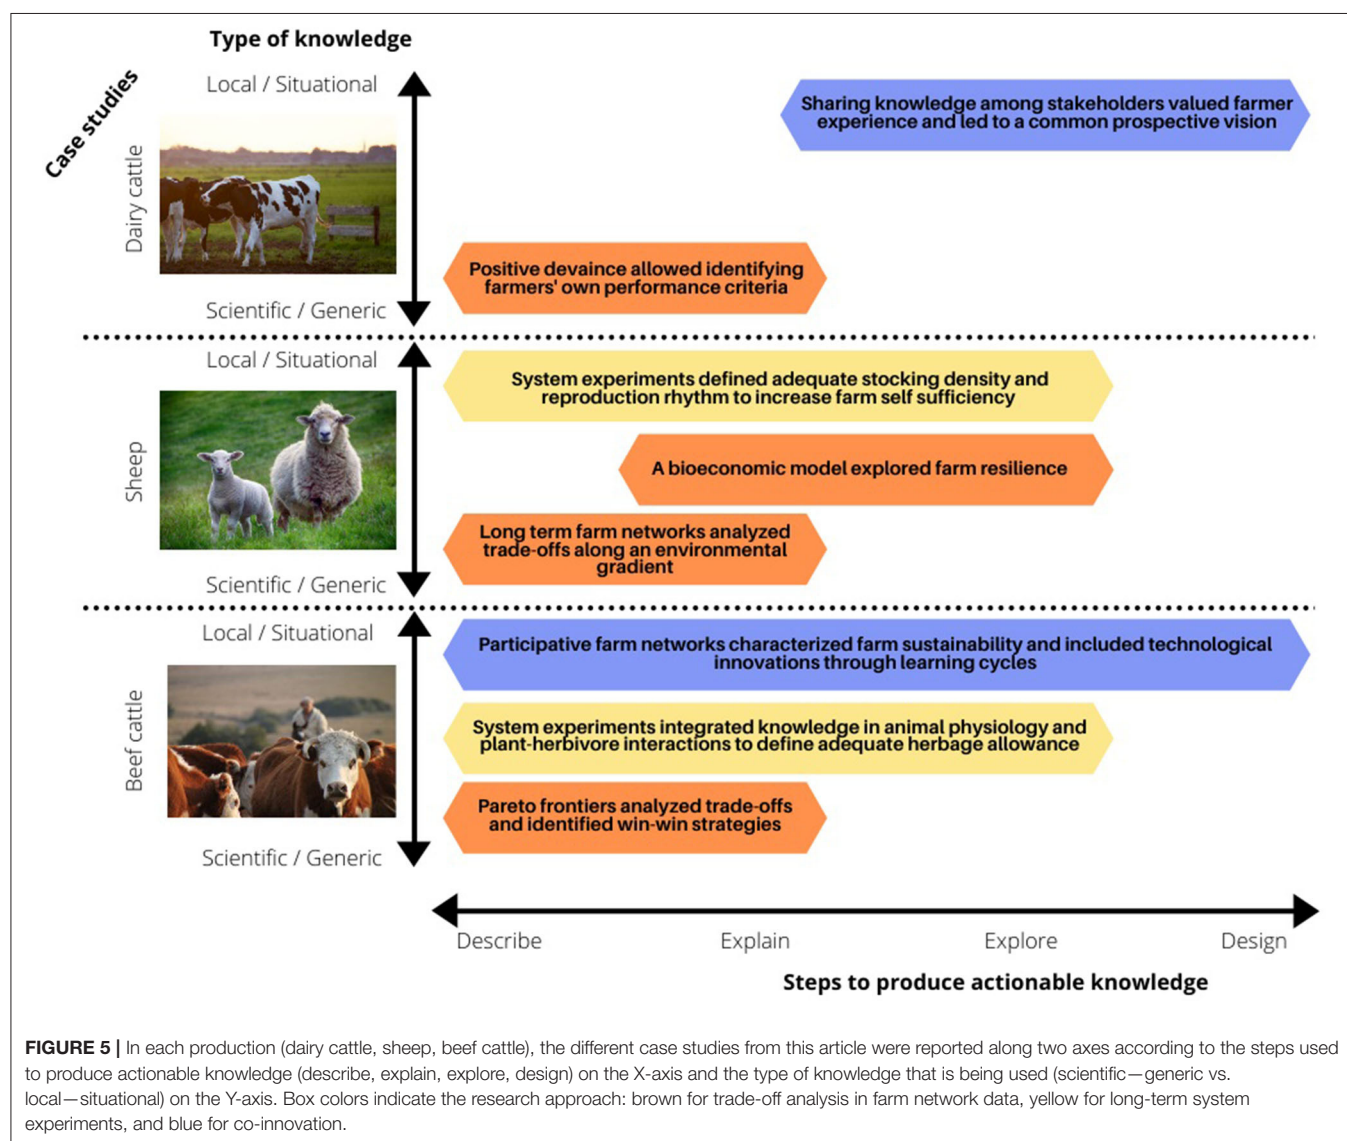 Type of knowledge
Case studies
Local / Situational
Dairy cattle
Scientific / Generic
Sharing knowledge among stakeholders valued farmer
experience and led to a common prospective vision
Positive devaince allowed identifying
farmers' own performance criteria
Local / Situational
Sheep
Scientific / Generic
System experiments defined adequate stocking density and
reproduction rhythm to increase farm self sufficiency
A bioeconomic model explored farm resilience
Long term farm networks analyzed
trade-offs along an environmental
gradient
Local / Situational
Beef cattle
Scientific / Generic
Participative farm networks characterized farm sustainability and included technological
innovations through learning cycles
System experiments integrated knowledge in animal physiology and
plant-herbivore interactions to define adequate herbage allowance
Pareto frontiers analyzed trade-offs
and identified win-win strategies
Describe Explain Explore Design
Steps to produce actionable knowledge
FIGURE 5 | In each production (dairy cattle, sheep, beef cattle), the different case studies from this article were reported along two axes according to the steps used
to produce actionable knowledge (describe, explain, explore, design) on the X-axis and the type of knowledge that is being used (scientific—generic vs.
local—situational) on the Y-axis. Box colors indicate the research approach: brown for trade-off analysis in farm network data, yellow for long-term system
experiments, and blue for co-innovation.